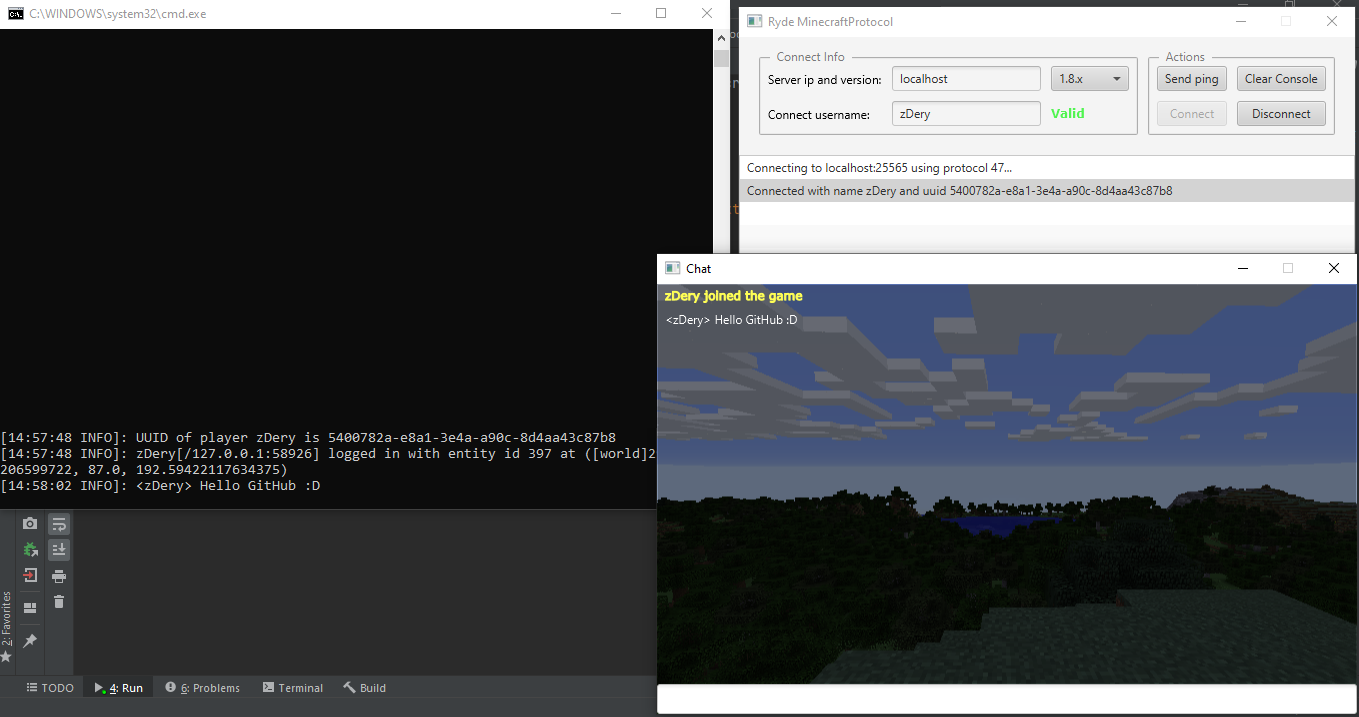 C:\WINDOWS\system32\cmd.exe
[14:57:48 INFO]: UUID of player zDery is 5400782a-e8a1-3e4a-a90c-8d4aa43c87b8
[14:57:48 INFO]: zDery[/127.0.0.1:58926] logged in with entity id 397 at ([world]2
206599722, 87.0, 192.59422117634375)
[14:58:02 INFO]: <zDery> Hello GitHub :D
Ryde MinecraftProtocol
Connect Info
Server ip and version: localhost 1.8.x
Connect username: zDery Valid
Actions
Send ping Clear Console
Connect Disconnect
Connecting to localhost:25565 using protocol 47...
Connected with name zDery and uuid 5400782a-e8a1-3e4a-a90c-8d4aa43c87b8
Chat
zDery joined the game
<zDery> Hello GitHub :D
2: Favorites
TODO 4: Run 6: Problems Terminal Build